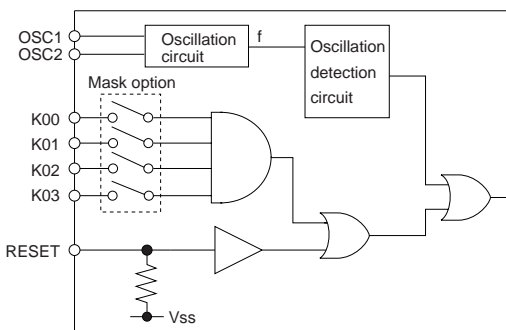 OSC1
OSC2
Oscillation
circuit
f
Oscillation
detection
circuit
Mask option
K00
K01
K02
K03
RESET
Vss